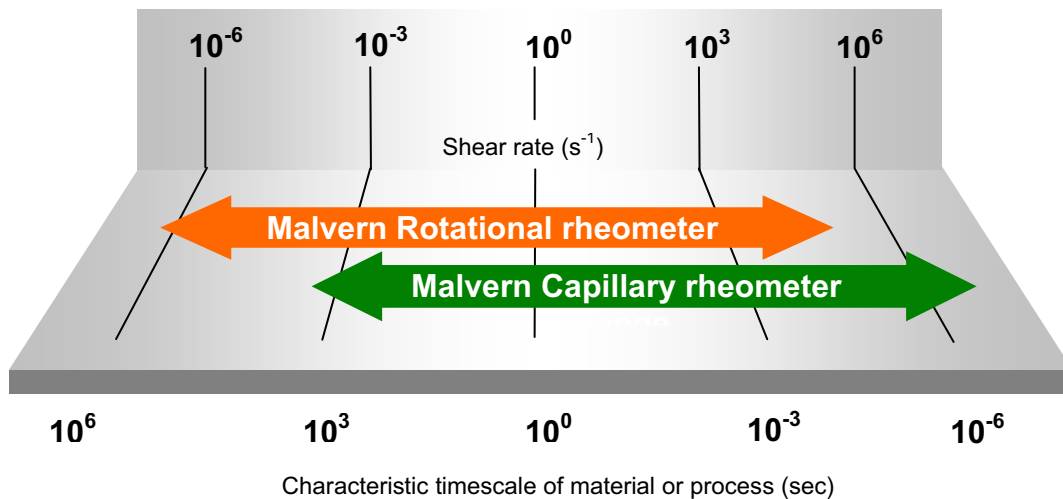 10⁻⁶ 10⁻³ 10⁰ 10³ 10⁶
Shear rate (s⁻¹)
Malvern Rotational rheometer
Malvern Capillary rheometer
10⁶ 10³ 10⁰ 10⁻³ 10⁻⁶
Characteristic timescale of material or process (sec)